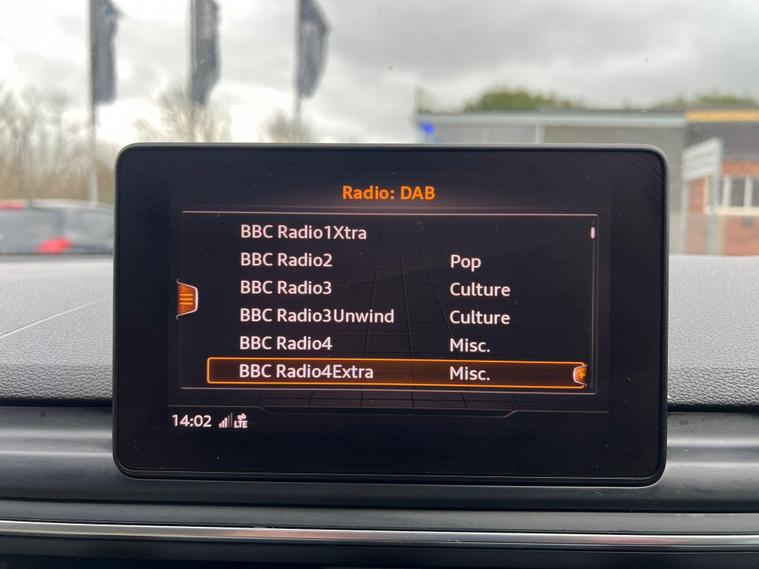 Radio: DAB
BBC Radio1Xtra
BBC Radio2 Pop
BBC Radio3 Culture
BBC Radio3Unwind Culture
BBC Radio4 Misc.
BBC Radio4Extra Misc.
14:02 LTE